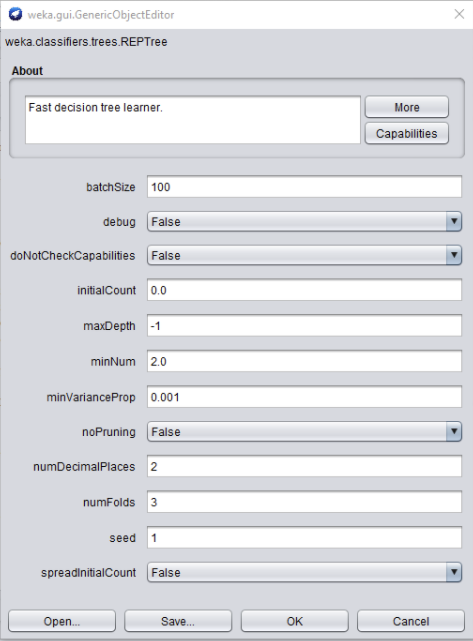 weka.gui.GenericObjectEditor
weka.classifiers.trees.REPTree
About
Fast decision tree learner.
More
Capabilities
batchSize 100
debug False
doNotCheckCapabilities False
initialCount 0.0
maxDepth -1
minNum 2.0
minVarianceProp 0.001
noPruning False
numDecimalPlaces 2
numFolds 3
seed 1
spreadInitialCount False
Open... Save... OK Cancel